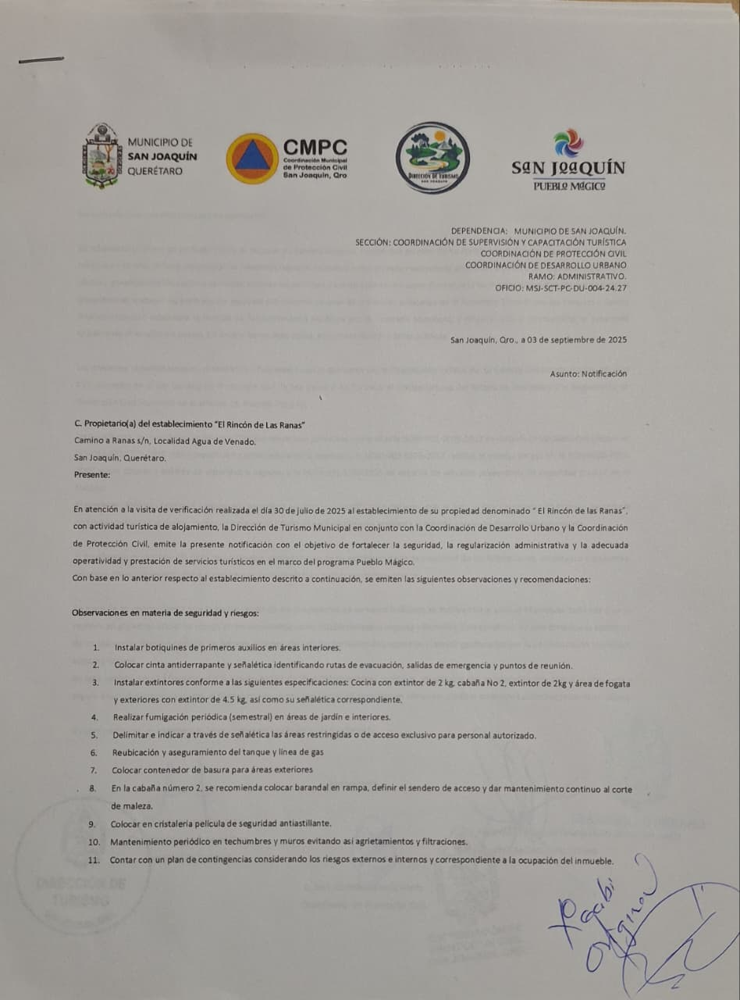 MUNICIPIO DE
SAN JOAQUÍN
QUERÉTARO
CMPC
Coordinación Municipal
de Protección Civil
San Joaquín, Qro
DIRECCIÓN DE TURISMO
SAN JOAQUÍN
SAN JOAQUÍN
PUEBLO MÁGICO
DEPENDENCIA: MUNICIPIO DE SAN JOAQUÍN.
SECCIÓN: COORDINACIÓN DE SUPERVISIÓN Y CAPACITACIÓN TURÍSTICA
COORDINACIÓN DE PROTECCIÓN CIVIL
COORDINACIÓN DE DESARROLLO URBANO
RAMO: ADMINISTRATIVO.
OFICIO: MSJ-SCT-PC-DU-004-24.27
San Joaquín, Qro., a 03 de septiembre de 2025
Asunto: Notificación
C. Propietario(a) del establecimiento "El Rincón de Las Ranas"
Camino a Ranas s/n, Localidad Agua de Venado.
San Joaquín, Querétaro.
Presente:
En atención a la visita de verificación realizada el día 30 de julio de 2025 al establecimiento de su propiedad denominado " El Rincón de las Ranas",
con actividad turística de alojamiento, la Dirección de Turismo Municipal en conjunto con la Coordinación de Desarrollo Urbano y la Coordinación
de Protección Civil, emite la presente notificación con el objetivo de fortalecer la seguridad, la regularización administrativa y la adecuada
operatividad y prestación de servicios turísticos en el marco del programa Pueblo Mágico.
Con base en lo anterior respecto al establecimiento descrito a continuación, se emiten las siguientes observaciones y recomendaciones:
Observaciones en materia de seguridad y riesgos:
1. Instalar botiquines de primeros auxilios en áreas interiores.
2. Colocar cinta antiderrapante y señalética identificando rutas de evacuación, salidas de emergencia y puntos de reunión.
3. Instalar extintores conforme a las siguientes especificaciones: Cocina con extintor de 2 kg, cabaña No 2, extintor de 2kg y área de fogata
y exteriores con extintor de 4.5 kg, así como su señalética correspondiente.
4. Realizar fumigación periódica (semestral) en áreas de jardín e interiores.
5. Delimitar e indicar a través de señalética las áreas restringidas o de acceso exclusivo para personal autorizado.
6. Reubicación y aseguramiento del tanque y línea de gas
7. Colocar contenedor de basura para áreas exteriores
8. En la cabaña número 2, se recomienda colocar barandal en rampa, definir el sendero de acceso y dar mantenimiento continuo al corte
de maleza.
9. Colocar en cristalería película de seguridad antiastillante.
10. Mantenimiento periódico en techumbres y muros evitando así agrietamientos y filtraciones.
11. Contar con un plan de contingencias considerando los riesgos externos e internos y correspondiente a la ocupación del inmueble.
Recibi
Original
DIRECCIÓN DE
TURISMO